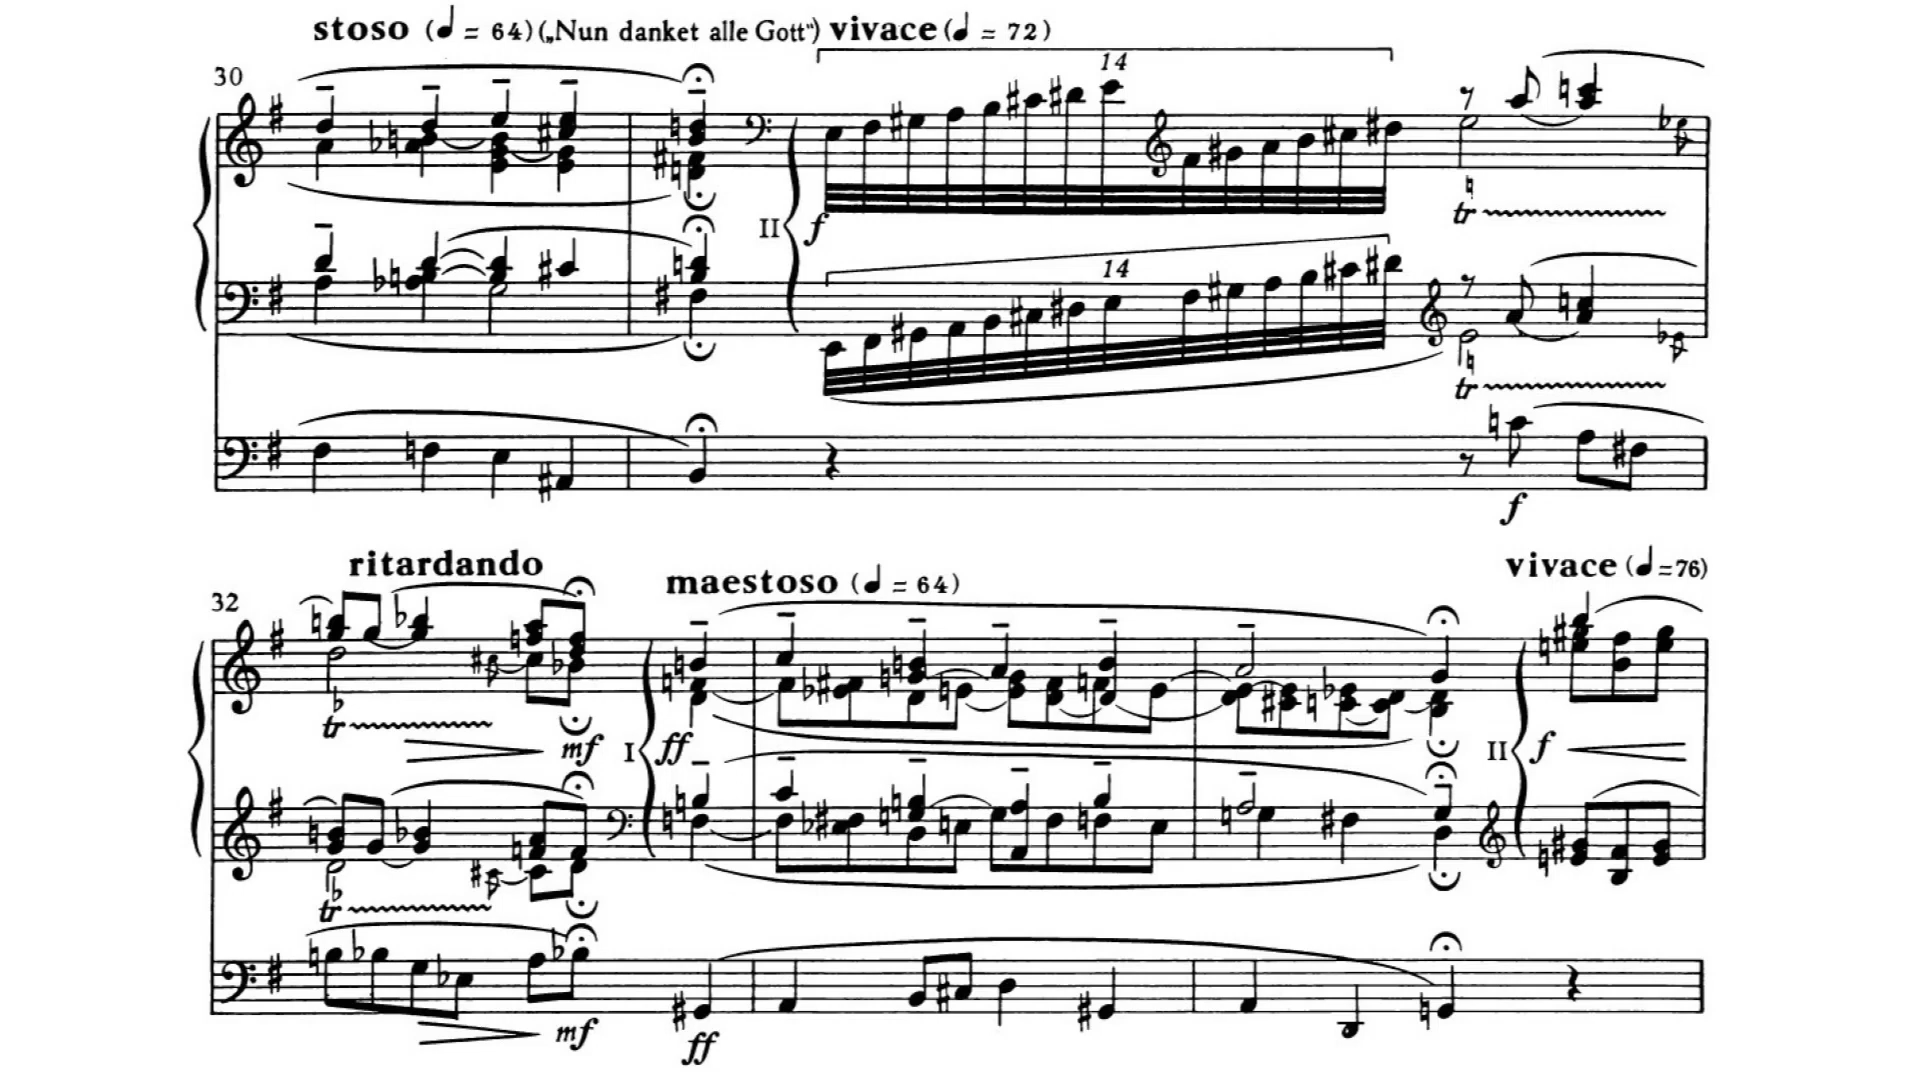 stoso (♩ = 64) („Nun danket alle Gott“) vivace (♩ = 72)
30
14
II f
tr
14
tr
f
ritardando
maestoso (♩ = 64)
vivace (♩ =76)
32
tr
mf
I ff
II f
tr
mf
ff